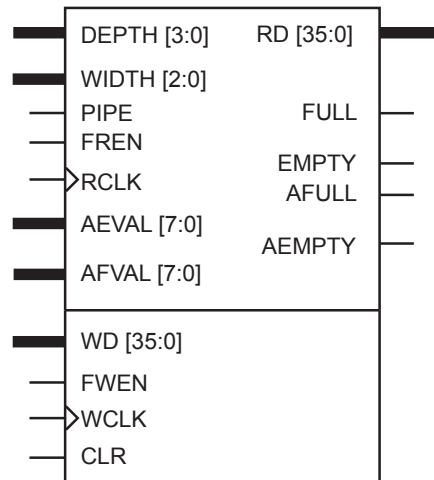 DEPTH [3:0] RD [35:0]
WIDTH [2:0]
PIPE FULL
FREN
EMPTY
RCLK
AFULL
AEVAL [7:0]
AEMPTY
AFVAL [7:0]
WD [35:0]
FWEN
WCLK
CLR